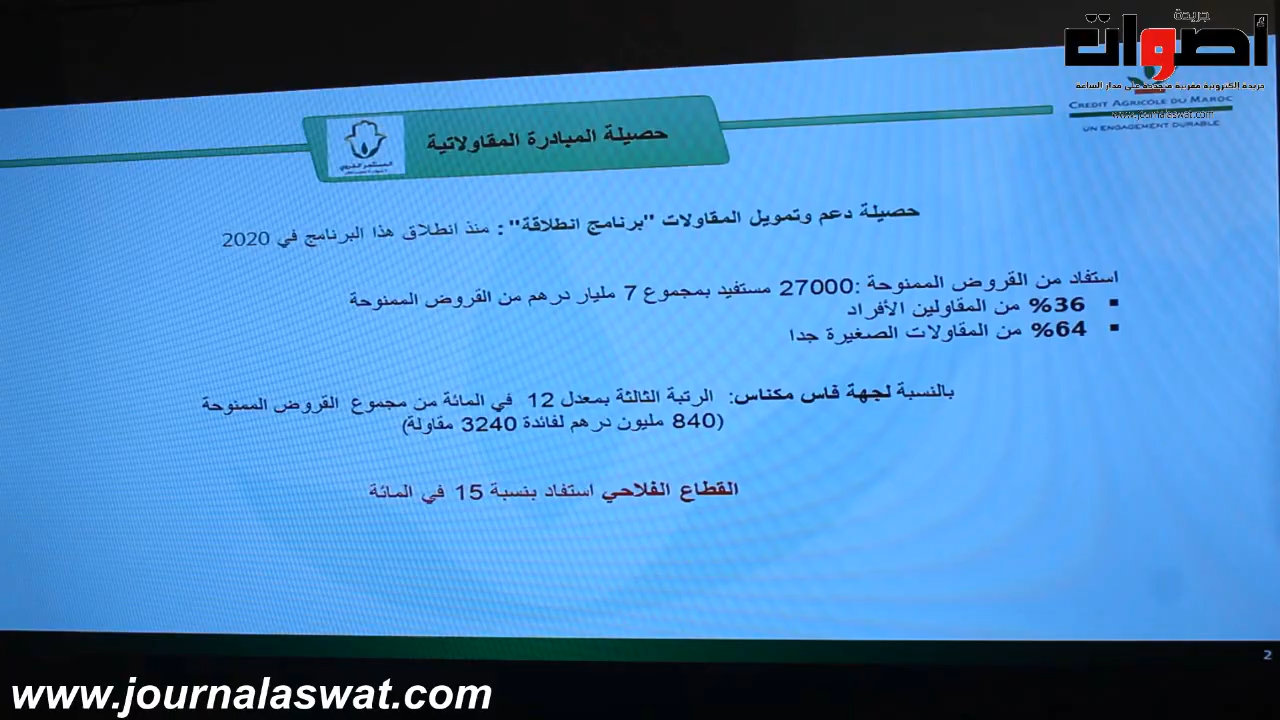 جريدة
أصوات
جريدة إلكترونية مغربية متجددة على مدار الساعة
CREDIT AGRICOLE DU MAROC
www.journalaswat.com
UN ENGAGEMENT DURABLE
حصيلة المبادرة المقاولاتية
المستثمر القروي
حصيلة دعم وتمويل المقاولات "برنامج انطلاقة" : منذ انطلاق هذا البرنامج في 2020
استفاد من القروض الممنوحة :27000 مستفيد بمجموع 7 مليار درهم من القروض الممنوحة
▪ 36% من المقاولين الأفراد
▪ 64% من المقاولات الصغيرة جدا
بالنسبة لجهة فاس مكناس: الرتبة الثالثة بمعدل 12 في المائة من مجموع القروض الممنوحة
(840 مليون درهم لفائدة 3240 مقاولة)
القطاع الفلاحي استفاد بنسبة 15 في المائة
2
www.journalaswat.com